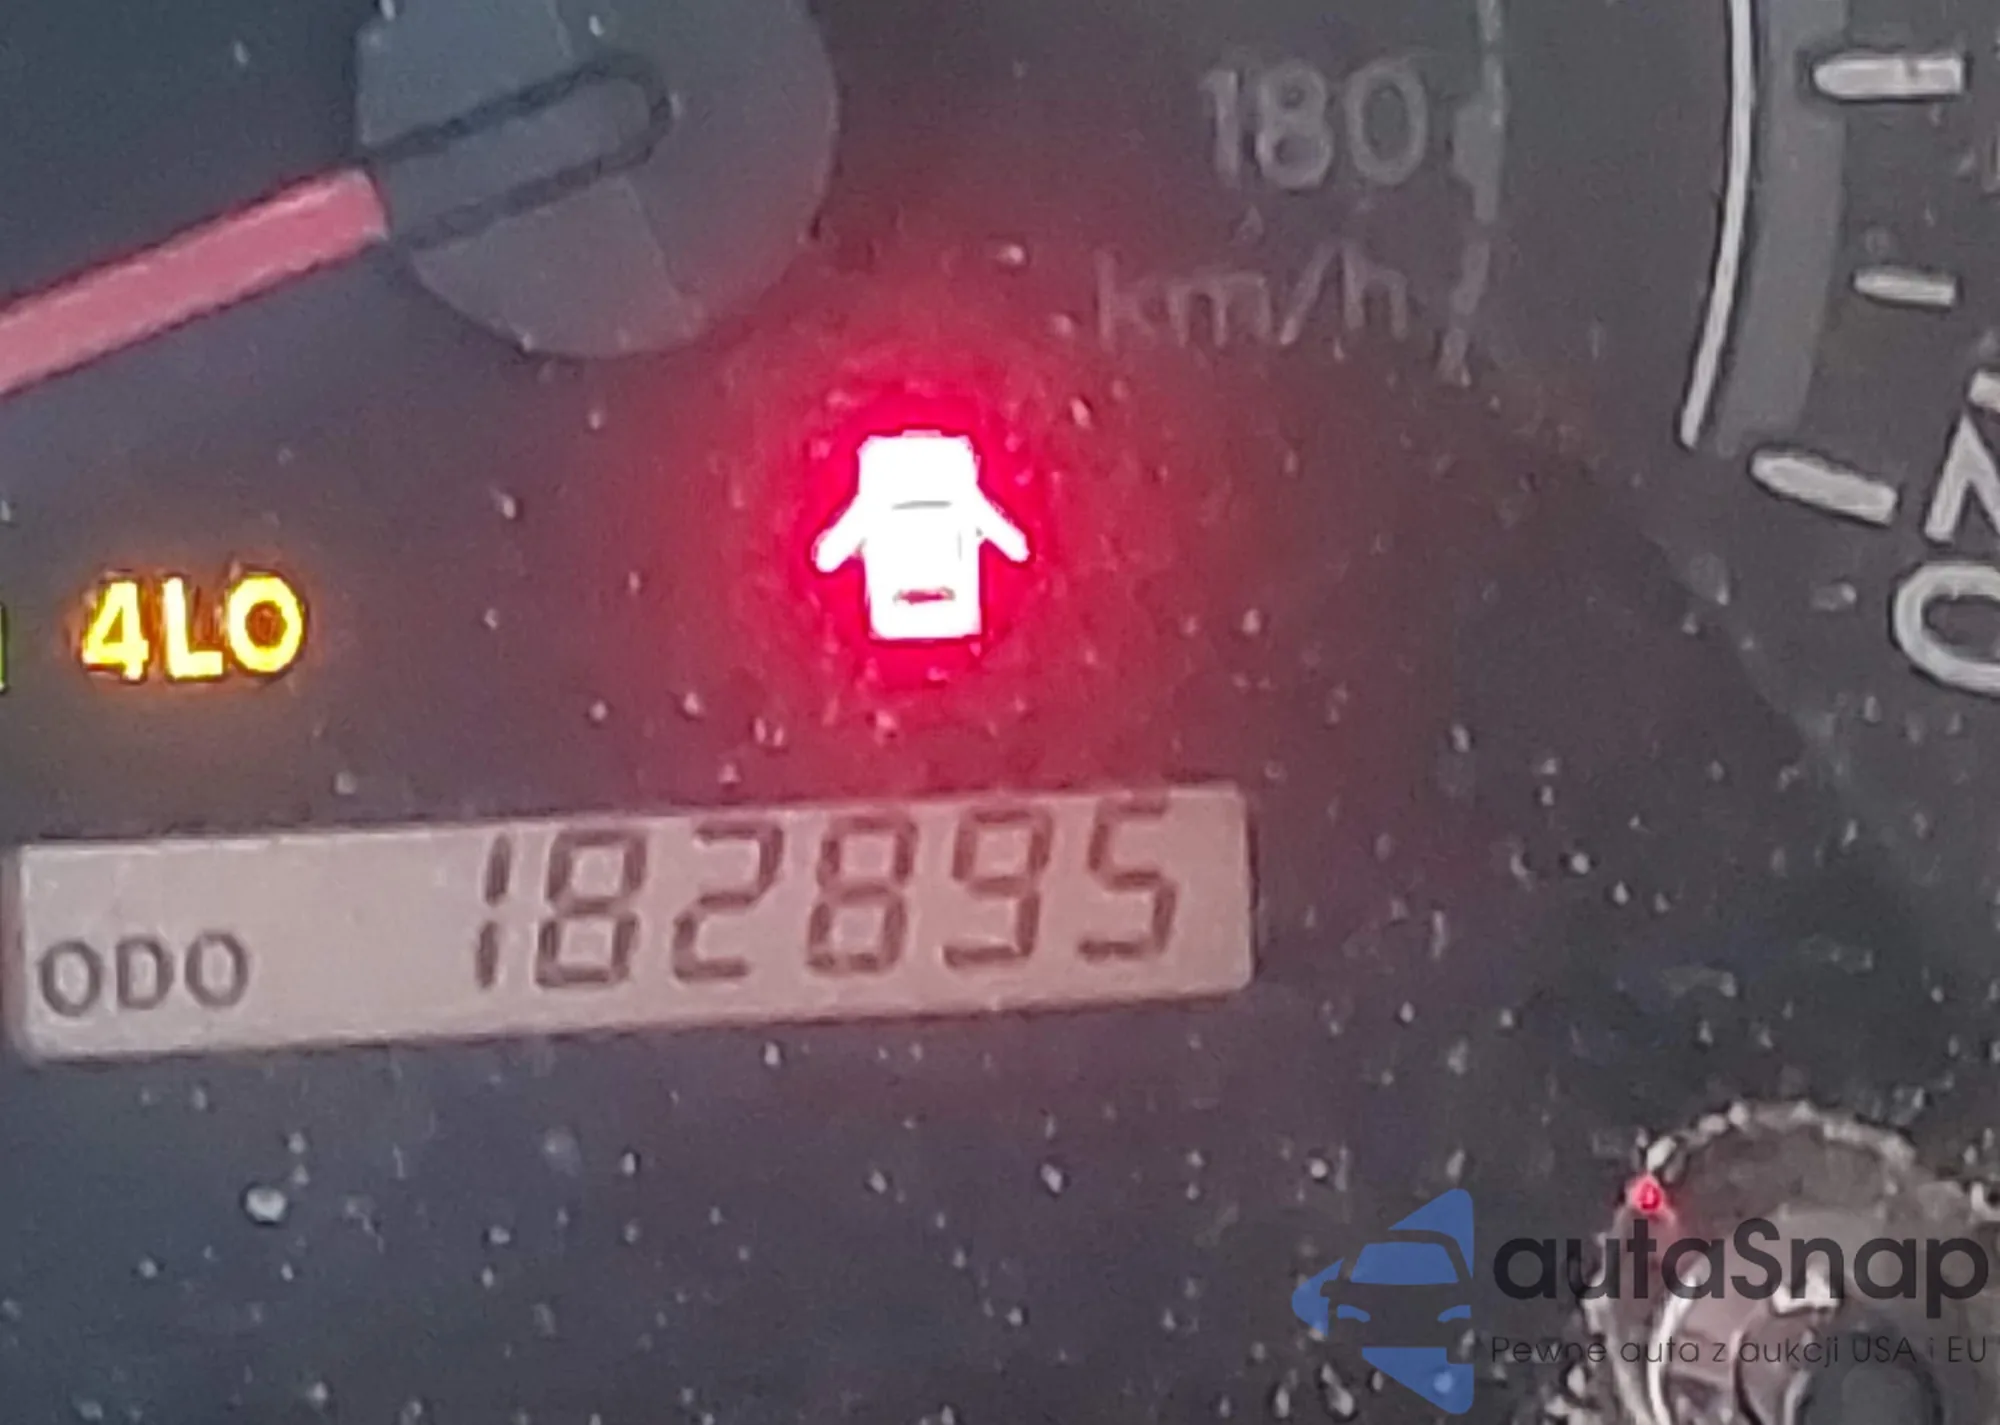 180
km/h
4LO
ODO 182895
autaSnap
Pewne auta z aukcji USA i EU